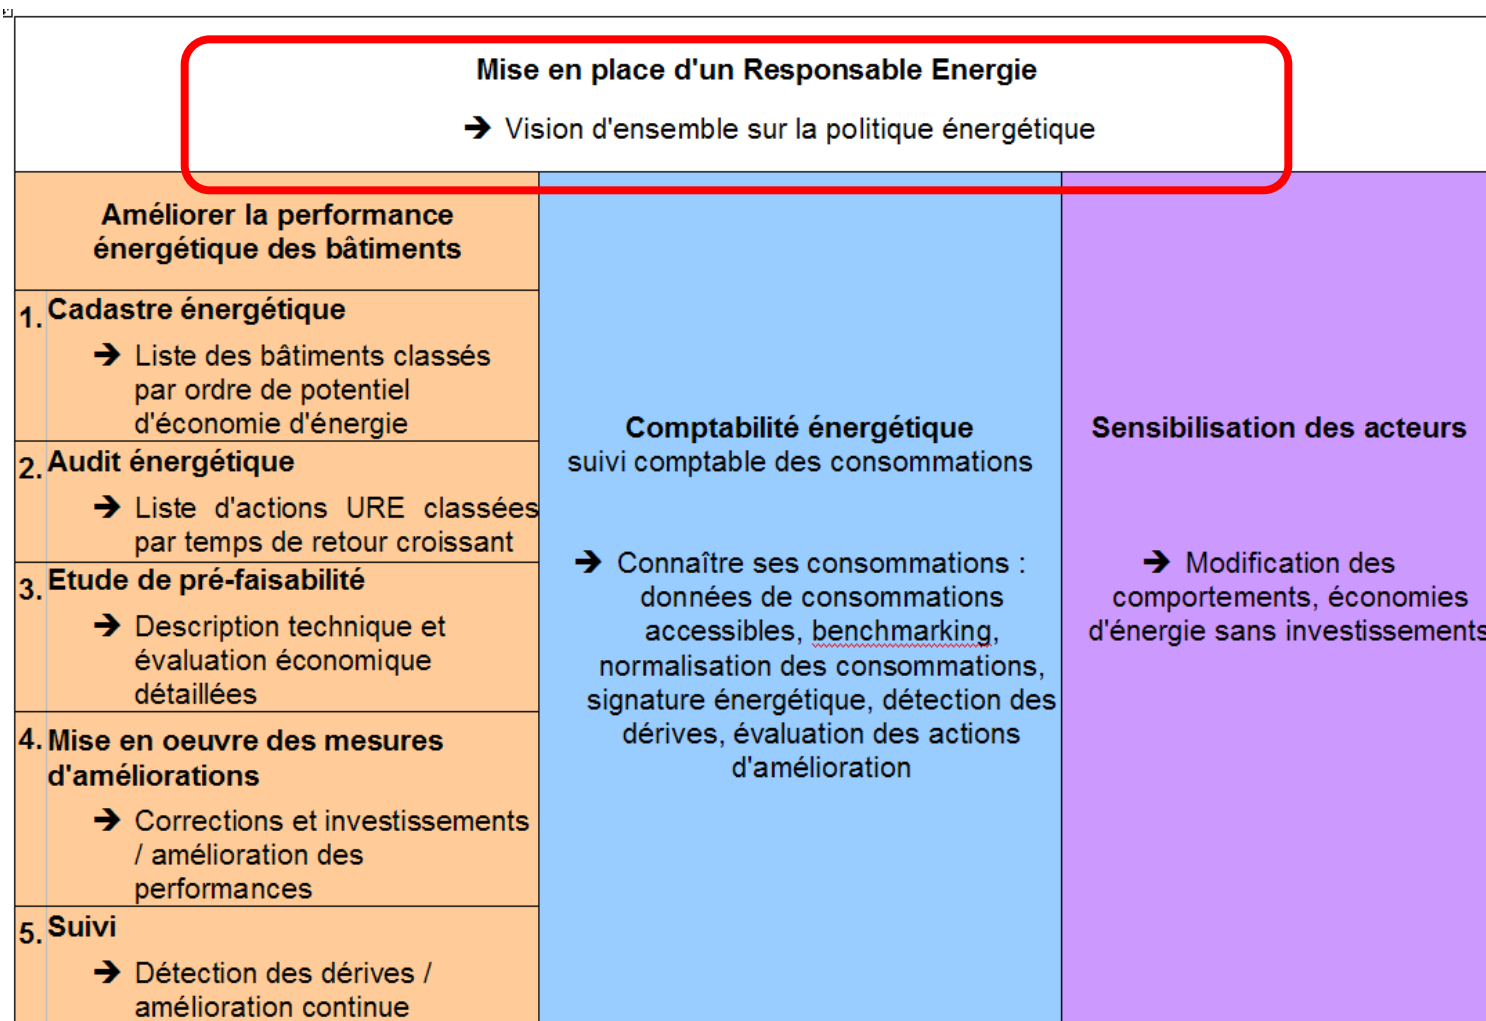 Mise en place d'un Responsable Energie
➔ Vision d'ensemble sur la politique énergétique
Améliorer la performance
énergétique des bâtiments
1. Cadastre énergétique
➔ Liste des bâtiments classés
par ordre de potentiel
d'économie d'énergie
2. Audit énergétique
➔ Liste d'actions URE classées
par temps de retour croissant
3. Etude de pré-faisabilité
➔ Description technique et
évaluation économique
détaillées
4. Mise en oeuvre des mesures
d'améliorations
➔ Corrections et investissements
/ amélioration des
performances
5. Suivi
➔ Détection des dérives /
amélioration continue
Comptabilité énergétique
suivi comptable des consommations
➔ Connaître ses consommations :
données de consommations
accessibles, benchmarking,
normalisation des consommations,
signature énergétique, détection des
dérives, évaluation des actions
d'amélioration
Sensibilisation des acteurs
➔ Modification des
comportements, économies
d'énergie sans investissements